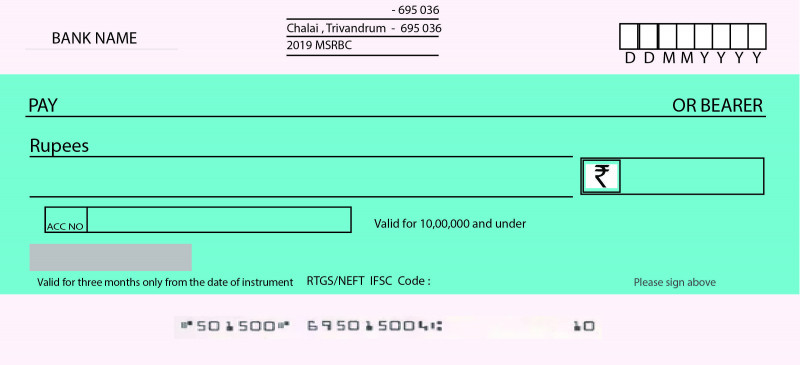 - 695 036
BANK NAME
Chalai , Trivandrum - 695 036
2019 MSRBC
D D M M Y Y Y Y
PAY OR BEARER
Rupees
₹
ACC NO
Valid for 10,00,000 and under
Valid for three months only from the date of instrument RTGS/NEFT IFSC Code :
Please sign above
⑈501500⑈ 695015004⑆ 10